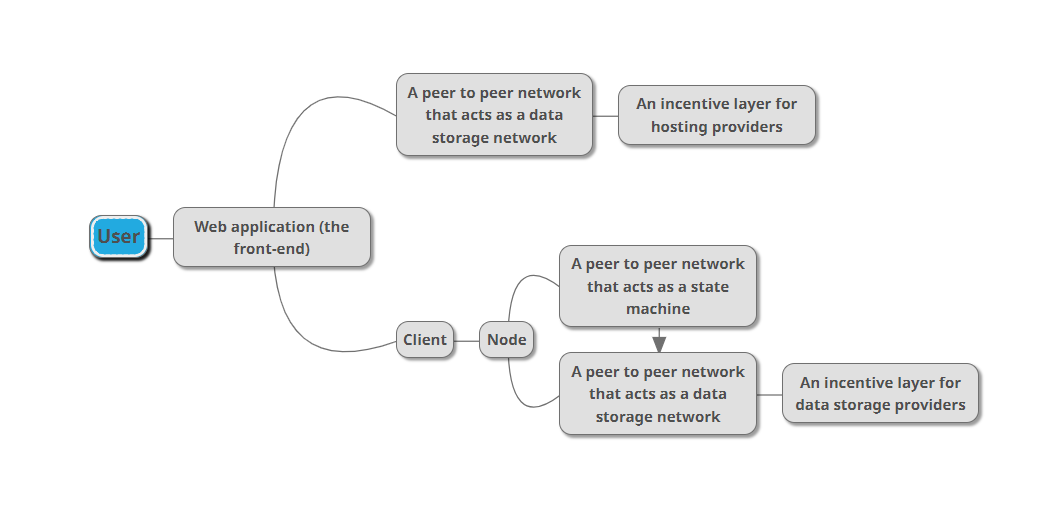 A peer to peer network
that acts as a data
storage network
An incentive layer for
hosting providers
User
Web application (the
front-end)
A peer to peer network
that acts as a state
machine
Client
Node
A peer to peer network
that acts as a data
storage network
An incentive layer for
data storage providers